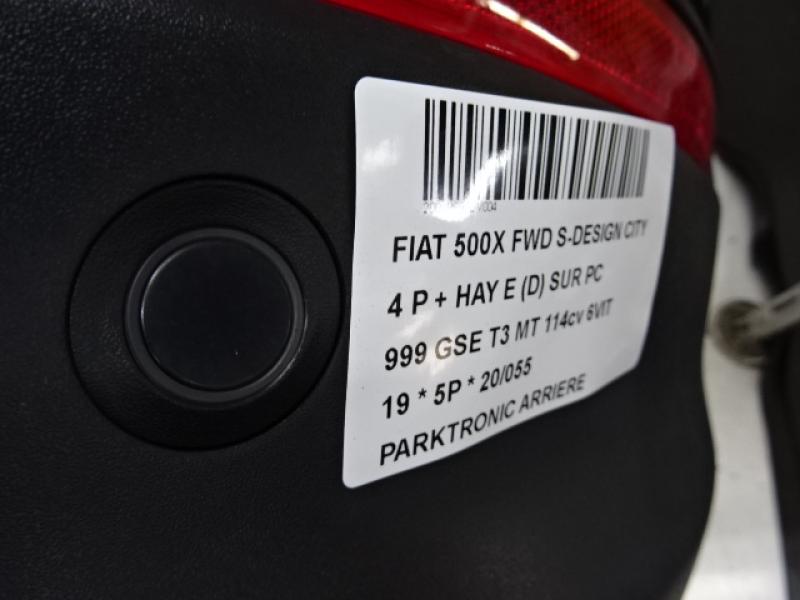 FIAT 500X FWD S-DESIGN CITY
4 P + HAY E (D) SUR PC
999 GSE T3 MT 114cv 6VIT
19 * 5P * 20/055
PARKTRONIC ARRIERE